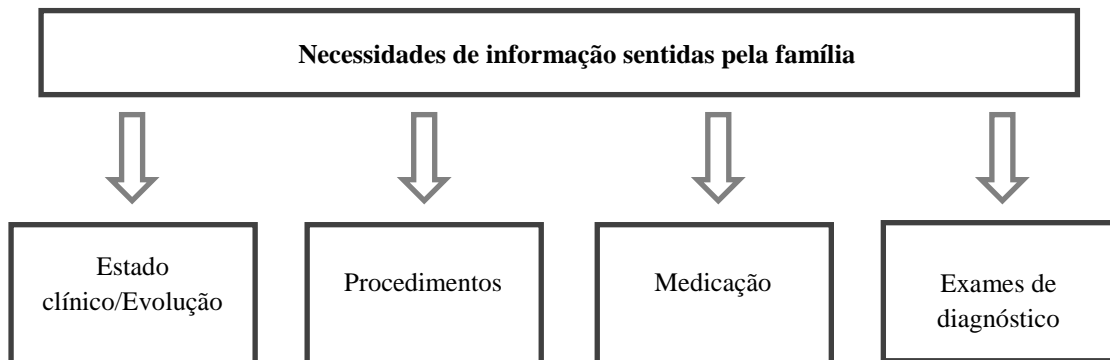 Necessidades de informação sentidas pela família
Estado
clínico/Evolução
Procedimentos
Medicação
Exames de
diagnóstico